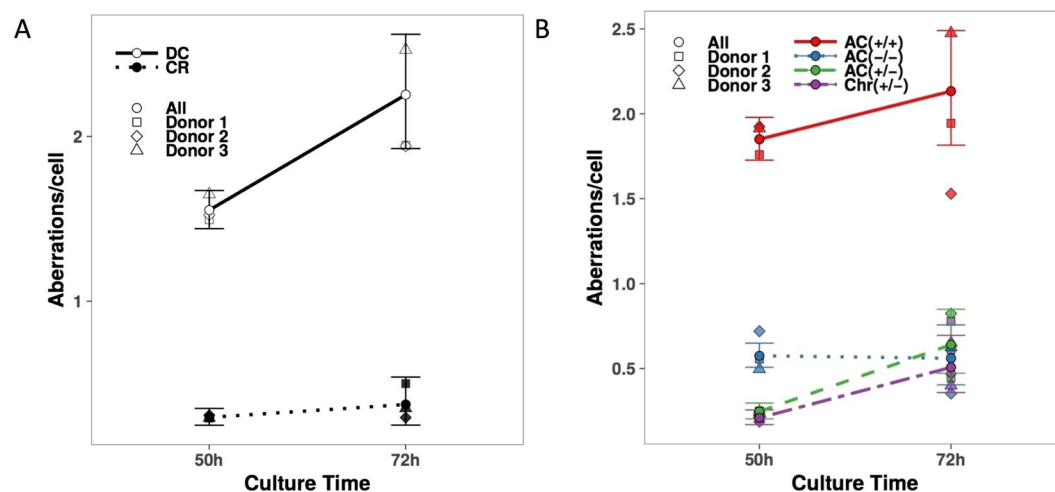 A
Aberrations/cell
2
1
DC
CR
All
Donor 1
Donor 2
Donor 3
50h
72h
Culture Time
B
Aberrations/cell
2.5
2.0
1.5
1.0
0.5
All
Donor 1
Donor 2
Donor 3
AC(+/+)
AC(−/−)
AC(+/−)
Chr(+/−)
50h
72h
Culture Time